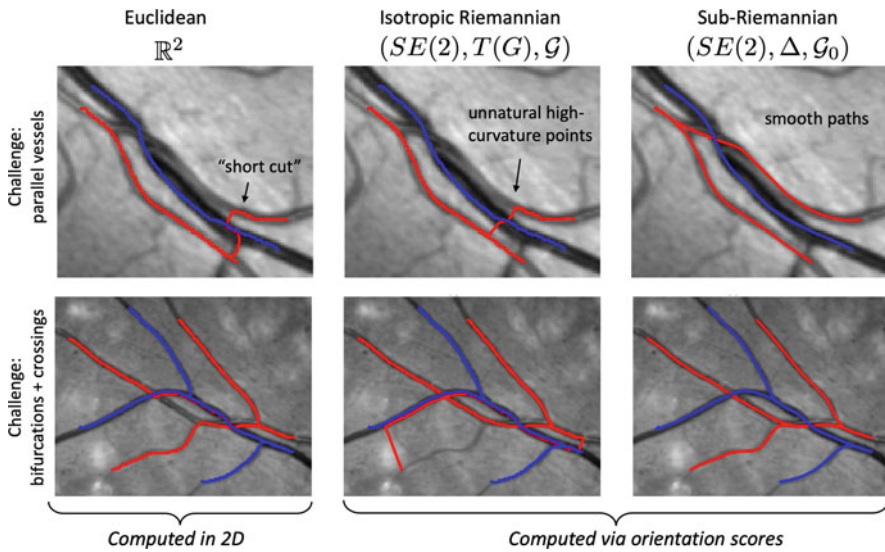 Euclidean
ℝ²
Isotropic Riemannian
(SE(2), T(G), 𝒢)
Sub-Riemannian
(SE(2), Δ, 𝒢₀)
Challenge:
parallel vessels
“short cut”
unnatural high-
curvature points
smooth paths
Challenge:
bifurcations + crossings
Computed in 2D
Computed via orientation scores